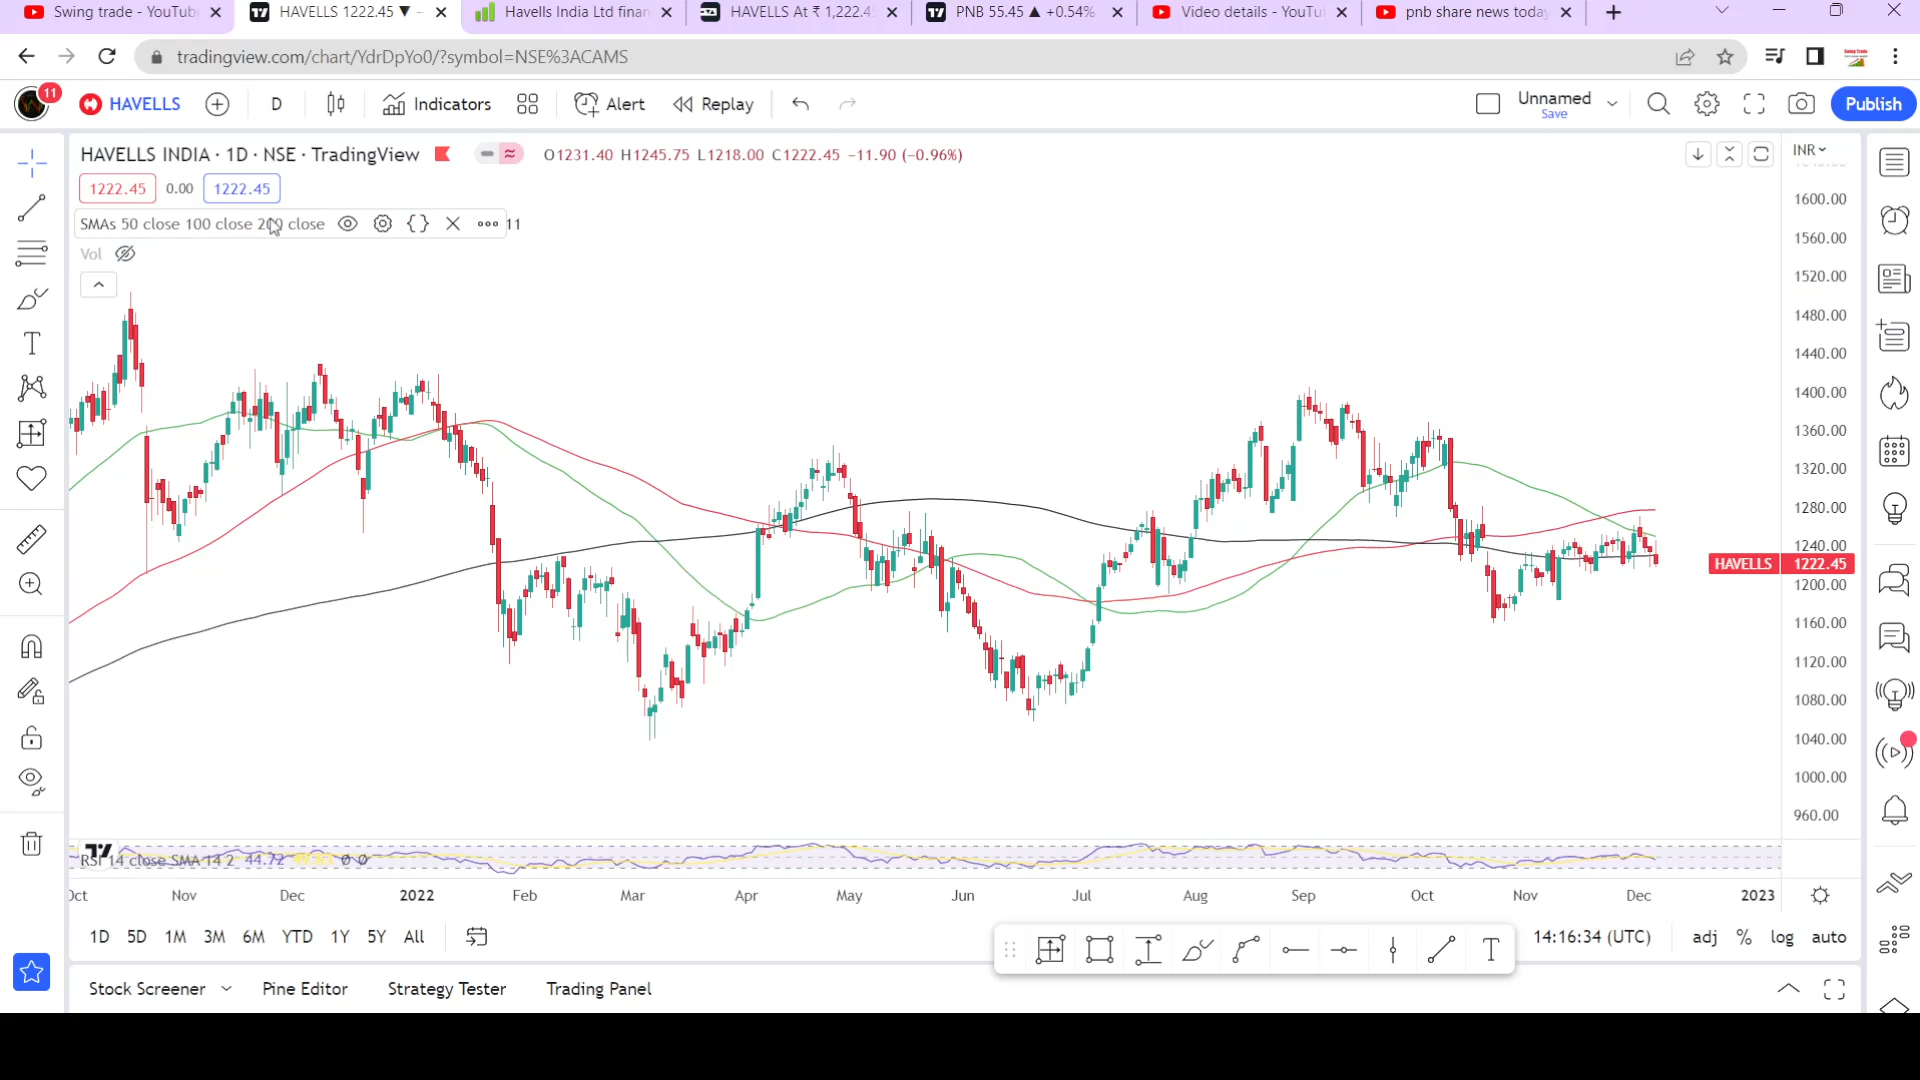 Swing trade - YouTube
HAVELLS 1222.45 ▼ -
Havells India Ltd finan
HAVELLS At ₹ 1,222.45
PNB 55.45 ▲ +0.54%
Video details - YouTu
pnb share news today
tradingview.com/chart/YdrDpYo0/?symbol=NSE%3ACAMS
11
HAVELLS
D
Indicators
Alert
Replay
Unnamed
Save
Publish
HAVELLS INDIA · 1D · NSE · TradingView
O1231.40 H1245.75 L1218.00 C1222.45 −11.90 (−0.96%)
INR
1222.45 0.00 1222.45
SMAs 50 close 100 close 200 close
11
Vol
1600.00
1560.00
1520.00
1480.00
1440.00
1400.00
1360.00
1320.00
1280.00
1240.00
HAVELLS 1222.45
1200.00
1160.00
1120.00
1080.00
1040.00
1000.00
960.00
RSI 14 close SMA 14 2 44.72 Ø Ø
Oct Nov Dec 2022 Feb Mar Apr May Jun Jul Aug Sep Oct Nov Dec 2023
1D 5D 1M 3M 6M YTD 1Y 5Y All
14:16:34 (UTC) adj % log auto
Stock Screener Pine Editor Strategy Tester Trading Panel